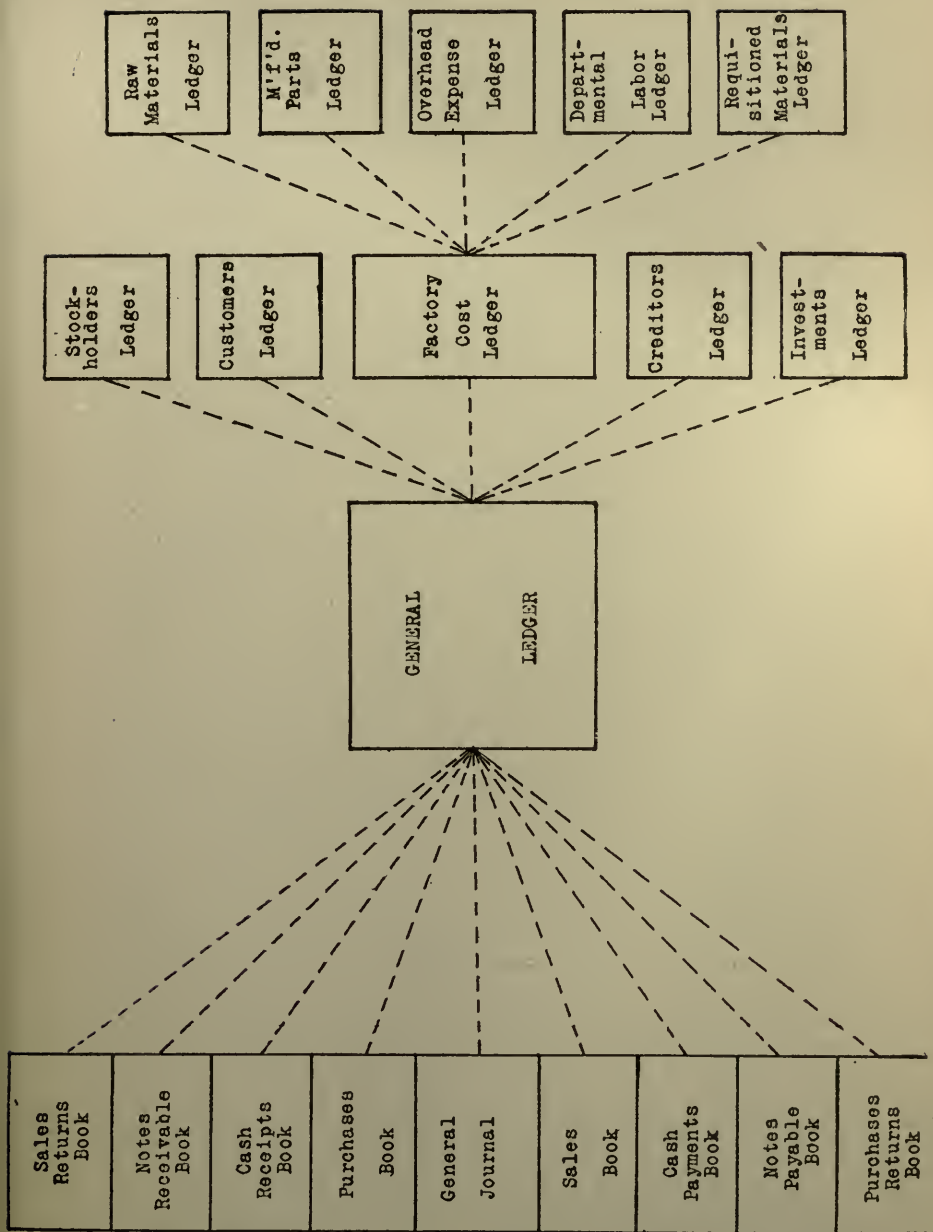 Sales
Returns
Book
Notes
Receivable
Book
Cash
Receipts
Book
Purchases
Book
General
Journal
Sales
Book
Cash
Payments
Book
Notes
Payable
Book
Purchases
Returns
Book
GENERAL
LEDGER
Stock-
holders
Ledger
Customers
Ledger
Factory
Cost
Ledger
Creditors
Ledger
Invest-
ments
Ledger
Raw
Materials
Ledger
M'f'd.
Parts
Ledger
Overhead
Expense
Ledger
Depart-
mental
Labor
Ledger
Requi-
sitioned
Materials
Ledger